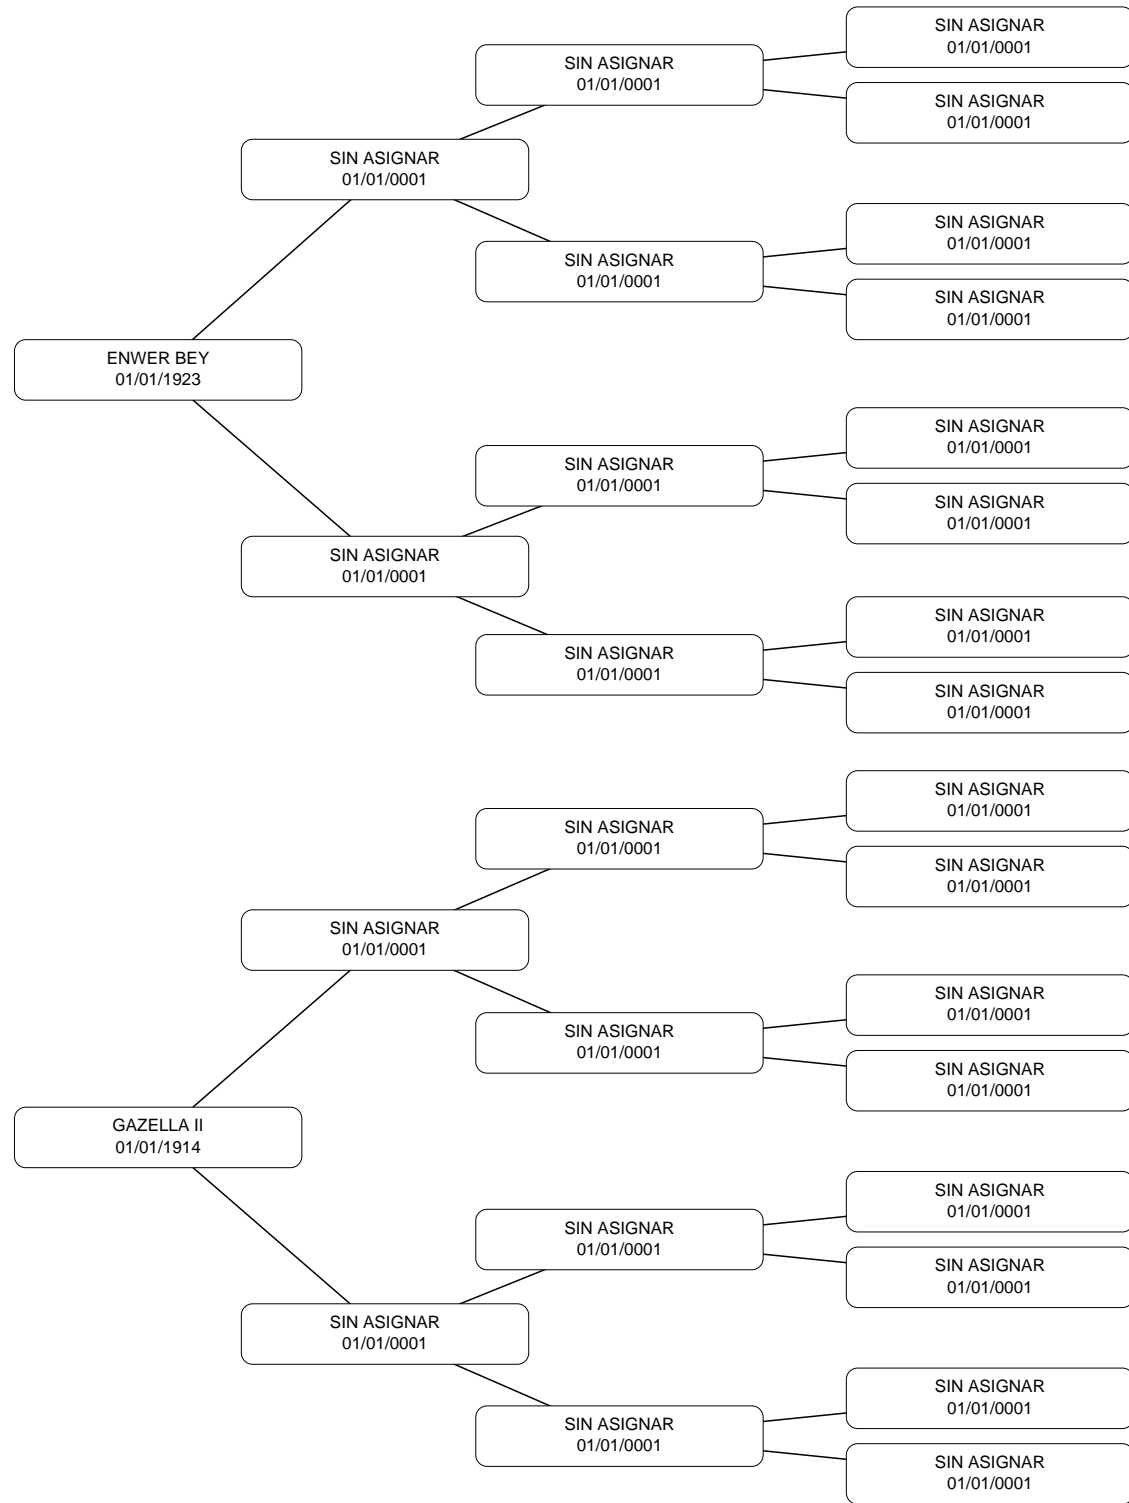 SIN ASIGNAR
01/01/0001
SIN ASIGNAR
01/01/0001
SIN ASIGNAR
01/01/0001
SIN ASIGNAR
01/01/0001
SIN ASIGNAR
01/01/0001
SIN ASIGNAR
01/01/0001
SIN ASIGNAR
01/01/0001
ENWER BEY
01/01/1923
SIN ASIGNAR
01/01/0001
SIN ASIGNAR
01/01/0001
SIN ASIGNAR
01/01/0001
SIN ASIGNAR
01/01/0001
SIN ASIGNAR
01/01/0001
SIN ASIGNAR
01/01/0001
SIN ASIGNAR
01/01/0001
SIN ASIGNAR
01/01/0001
SIN ASIGNAR
01/01/0001
SIN ASIGNAR
01/01/0001
SIN ASIGNAR
01/01/0001
SIN ASIGNAR
01/01/0001
SIN ASIGNAR
01/01/0001
SIN ASIGNAR
01/01/0001
GAZELLA II
01/01/1914
SIN ASIGNAR
01/01/0001
SIN ASIGNAR
01/01/0001
SIN ASIGNAR
01/01/0001
SIN ASIGNAR
01/01/0001
SIN ASIGNAR
01/01/0001
SIN ASIGNAR
01/01/0001
SIN ASIGNAR
01/01/0001
SIN ASIGNAR
01/01/0001